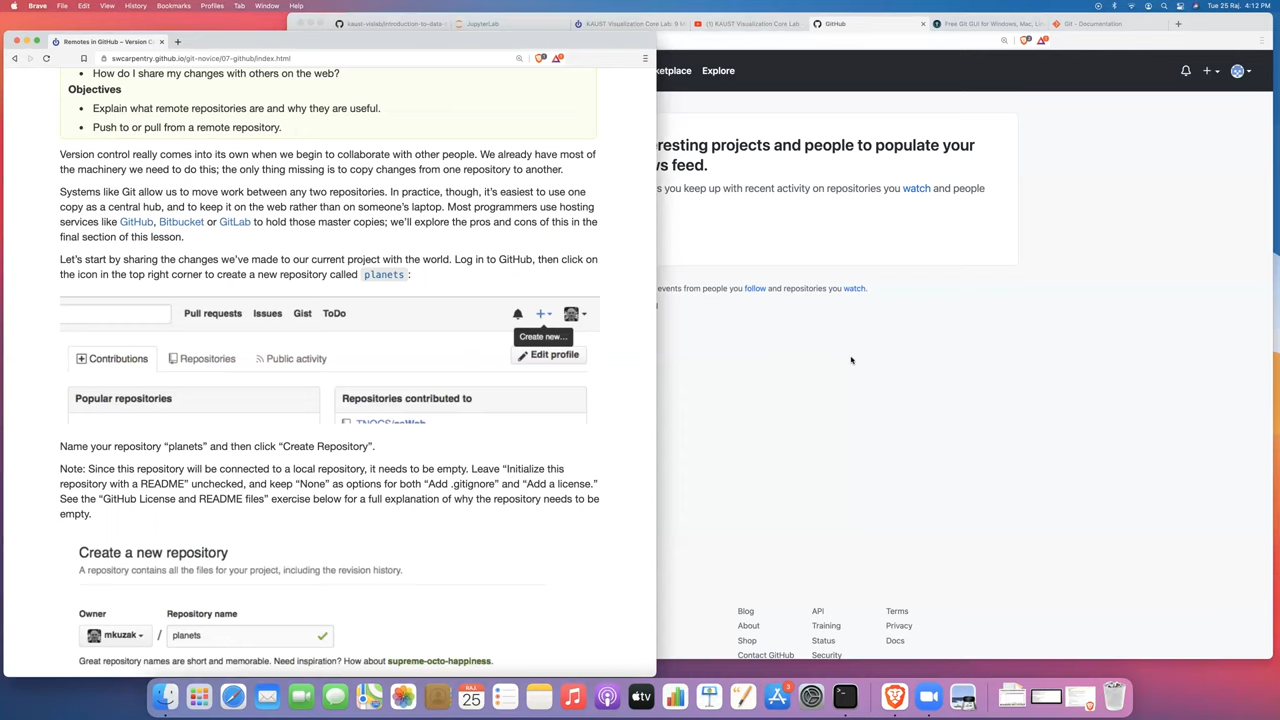 Brave File Edit View History Bookmarks Profiles Tab Window Help
Tue 25 Raj. 4:12 PM
kaust-vislab/introduction-to-date
JupyterLab
KAUST Visualization Core Lab: 9 M
(1) KAUST Visualization Core Lab
GitHub
Free Git GUI for Windows, Mac, Lin
Git - Documentation
Remotes in GitHub – Version C
swcarpentry.github.io/git-novice/07-github/index.html
ketplace Explore
How do I share my changes with others on the web?
Objectives
Explain what remote repositories are and why they are useful.
Push to or pull from a remote repository.
Version control really comes into its own when we begin to collaborate with other people. We already have most of
the machinery we need to do this; the only thing missing is to copy changes from one repository to another.
Systems like Git allow us to move work between any two repositories. In practice, though, it's easiest to use one
copy as a central hub, and to keep it on the web rather than on someone's laptop. Most programmers use hosting
services like GitHub, Bitbucket or GitLab to hold those master copies; we'll explore the pros and cons of this in the
final section of this lesson.
Let's start by sharing the changes we've made to our current project with the world. Log in to GitHub, then click on
the icon in the top right corner to create a new repository called planets:
Pull requests Issues Gist ToDo
Create new…
Contributions Repositories Public activity
Edit profile
Popular repositories
Repositories contributed to
Name your repository “planets” and then click “Create Repository”.
Note: Since this repository will be connected to a local repository, it needs to be empty. Leave “Initialize this
repository with a README” unchecked, and keep “None” as options for both “Add .gitignore” and “Add a license.”
See the “GitHub License and README files” exercise below for a full explanation of why the repository needs to be
empty.
Create a new repository
A repository contains all the files for your project, including the revision history.
Owner Repository name
mkuzak / planets
Great repository names are short and memorable. Need inspiration? How about supreme-octo-happiness.
eresting projects and people to populate your
vs feed.
s you keep up with recent activity on repositories you watch and people
events from people you follow and repositories you watch.
Blog API Terms
About Training Privacy
Shop Status Docs
Contact GitHub Security
RAJ.
25
tv
3